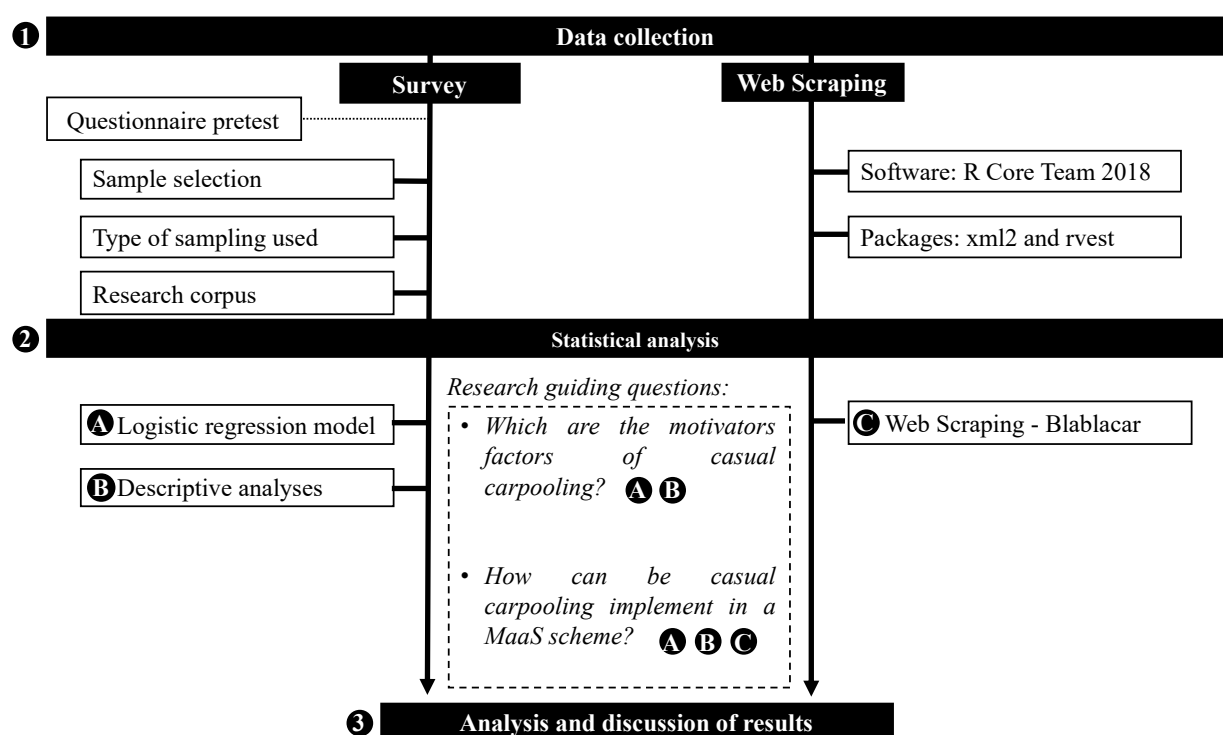 1 Data collection
Survey
Web Scraping
Questionnaire pretest
Sample selection
Type of sampling used
Research corpus
Software: R Core Team 2018
Packages: xml2 and rvest
2 Statistical analysis
A Logistic regression model
B Descriptive analyses
Research guiding questions:
• Which are the motivators
factors of casual
carpooling? A B
• How can be casual
carpooling implement in a
MaaS scheme? A B C
C Web Scraping - Blablacar
3 Analysis and discussion of results